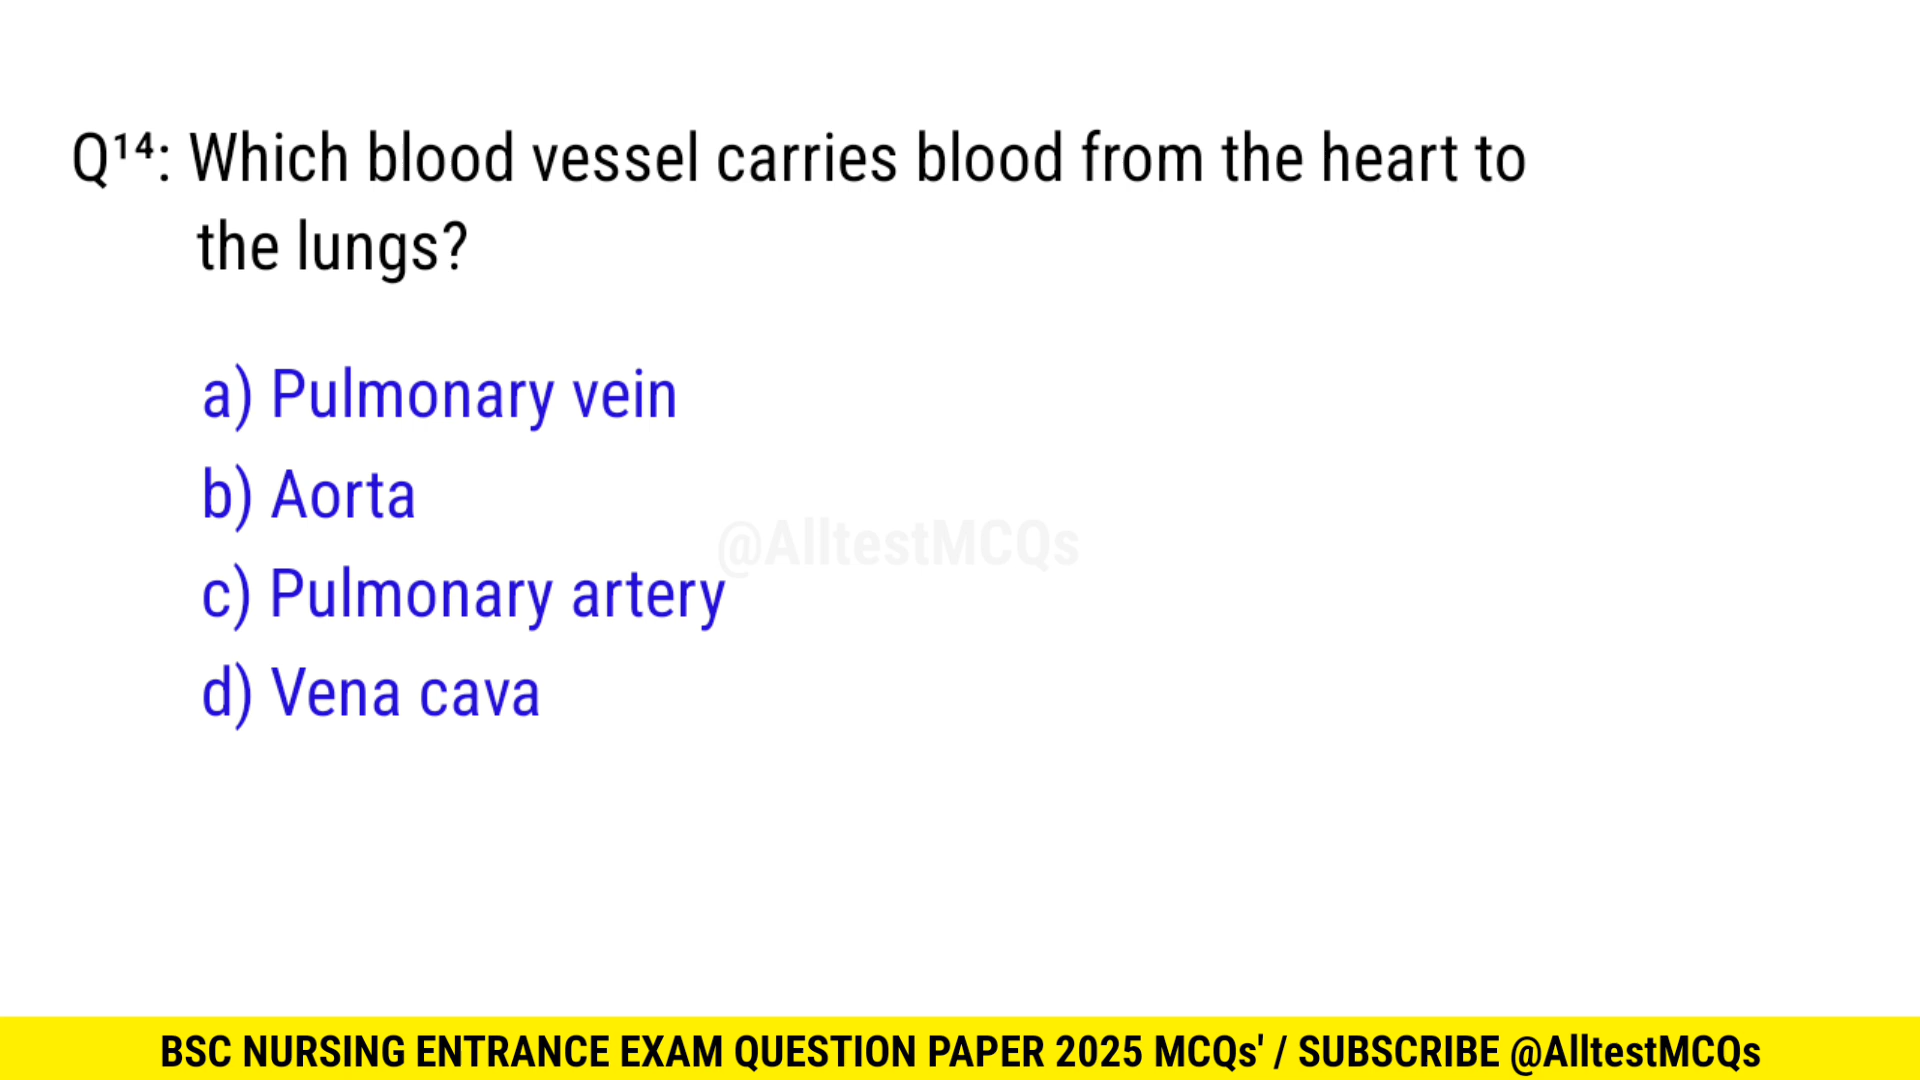 Q¹⁴: Which blood vessel carries blood from the heart to
the lungs?
a) Pulmonary vein
b) Aorta
@AlltestMCQs
c) Pulmonary artery
d) Vena cava
BSC NURSING ENTRANCE EXAM QUESTION PAPER 2025 MCQs' / SUBSCRIBE @AlltestMCQs